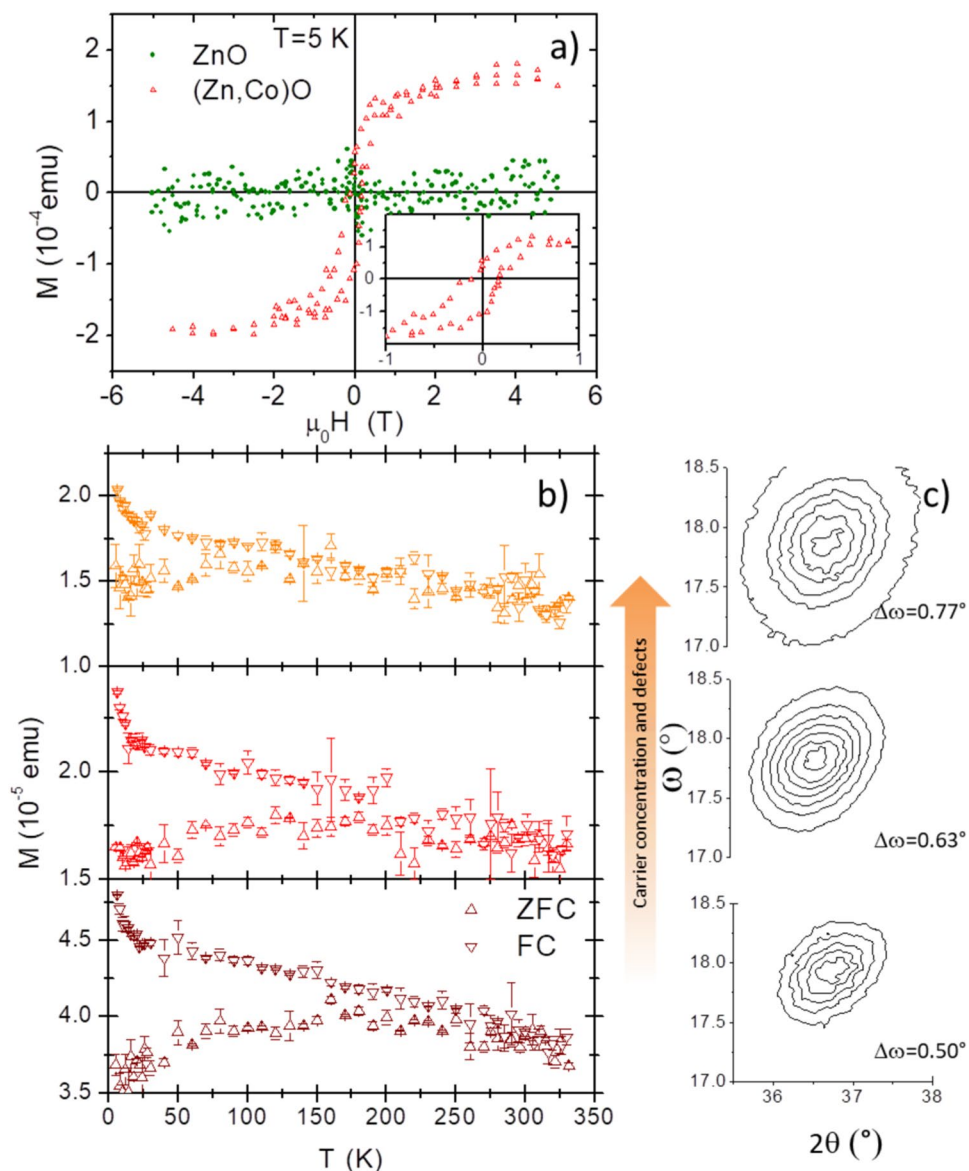 a)
T=5 K
ZnO
(Zn,Co)O
2
1
0
-1
-2
M (10⁻⁴ emu)
1
0
-1
-1 0 1
-6 -4 -2 0 2 4 6
μ₀H (T)
b)
2.0
1.5
1.0
2.0
1.5
M (10⁻⁵ emu)
ZFC
FC
4.5
4.0
3.5
0 50 100 150 200 250 300 350
T (K)
Carrier concentration and defects
c)
18.5
18.0
17.5
17.0
Δω=0.77°
18.5
18.0
17.5
17.0
Δω=0.63°
ω (°)
18.5
18.0
17.5
17.0
Δω=0.50°
36 37 38
2θ (°)